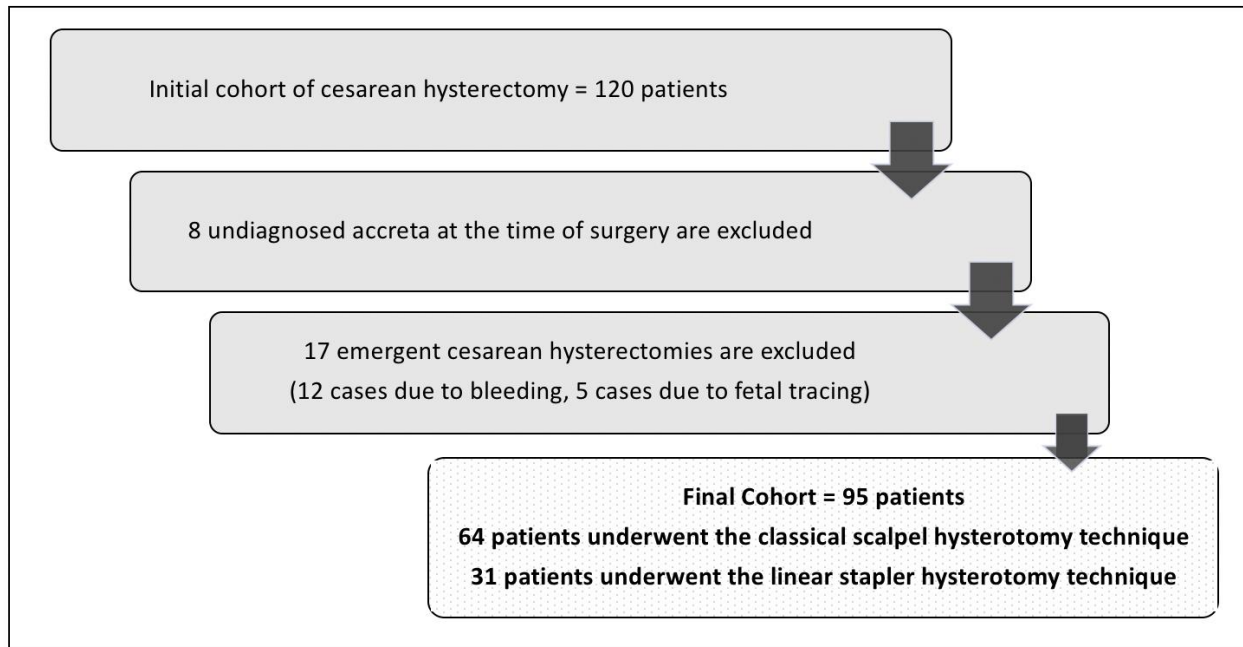 Initial cohort of cesarean hysterectomy = 120 patients
8 undiagnosed accreta at the time of surgery are excluded
17 emergent cesarean hysterectomies are excluded
(12 cases due to bleeding, 5 cases due to fetal tracing)
Final Cohort = 95 patients
64 patients underwent the classical scalpel hysterotomy technique
31 patients underwent the linear stapler hysterotomy technique